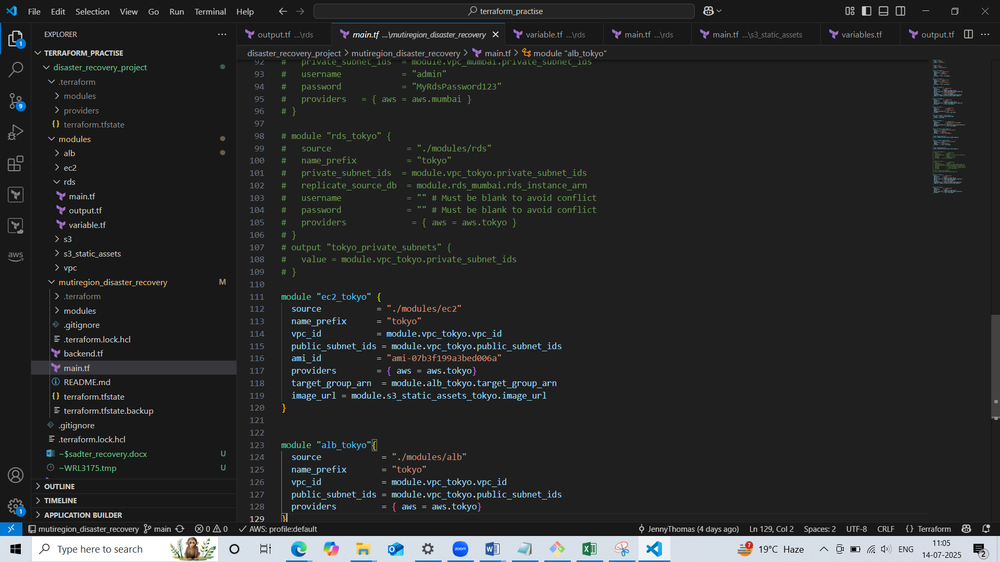 File Edit Selection View Go Run Terminal Help
terraform_practise
EXPLORER
TERRAFORM_PRACTISE
disaster_recovery_project
.terraform
modules
providers
terraform.tfstate
modules
alb
ec2
rds
main.tf
output.tf
variable.tf
s3
s3_static_assets
vpc
mutiregion_disaster_recovery M
.terraform
modules
.gitignore
.terraform.lock.hcl
backend.tf
main.tf
README.md
terraform.tfstate
terraform.tfstate.backup
.gitignore
.terraform.lock.hcl
~$sadter_recovery.docx U
~WRL3175.tmp U
OUTLINE
TIMELINE
APPLICATION BUILDER
1
9
aws
1
output.tf ...\rds main.tf ...\mutiregion_disaster_recovery variable.tf ...\rds main.tf ...\rds main.tf ...\s3_static_assets variables.tf output.tf
disaster_recovery_project > mutiregion_disaster_recovery > main.tf > module "alb_tokyo"
92 #   private_subnet_ids  = module.vpc_mumbai.private_subnet_ids
93 #   username            = "admin"
94 #   password            = "MyRdsPassword123"
95 #   providers   = { aws = aws.mumbai }
96 # }
97
98 # module "rds_tokyo" {
99 #   source               = "./modules/rds"
100 #   name_prefix          = "tokyo"
101 #   private_subnet_ids  = module.vpc_tokyo.private_subnet_ids
102 #   replicate_source_db  = module.rds_mumbai.rds_instance_arn
103 #   username             = "" # Must be blank to avoid conflict
104 #   password             = "" # Must be blank to avoid conflict
105 #   providers             = { aws = aws.tokyo }
106 # }
107 # output "tokyo_private_subnets" {
108 #   value = module.vpc_tokyo.private_subnet_ids
109 # }
110
111 module "ec2_tokyo" {
112   source           = "./modules/ec2"
113   name_prefix      = "tokyo"
114   vpc_id           = module.vpc_tokyo.vpc_id
115   public_subnet_ids = module.vpc_tokyo.public_subnet_ids
116   ami_id           = "ami-07b3f199a3bed006a"
117   providers        = { aws = aws.tokyo}
118   target_group_arn  = module.alb_tokyo.target_group_arn
119   image_url = module.s3_static_assets_tokyo.image_url
120 }
121
122
123 module "alb_tokyo"{
124   source            = "./modules/alb"
125   name_prefix       = "tokyo"
126   vpc_id            = module.vpc_tokyo.vpc_id
127   public_subnet_ids = module.vpc_tokyo.public_subnet_ids
128   providers         = { aws = aws.tokyo}
129 }
mutiregion_disaster_recovery main 0 0 AWS: profile:default JennyThomas (4 days ago) Ln 129, Col 2 Spaces: 2 UTF-8 CRLF {} Terraform
Type here to search zoom 7 19°C Haze ENG 11:05
14-07-2025 2